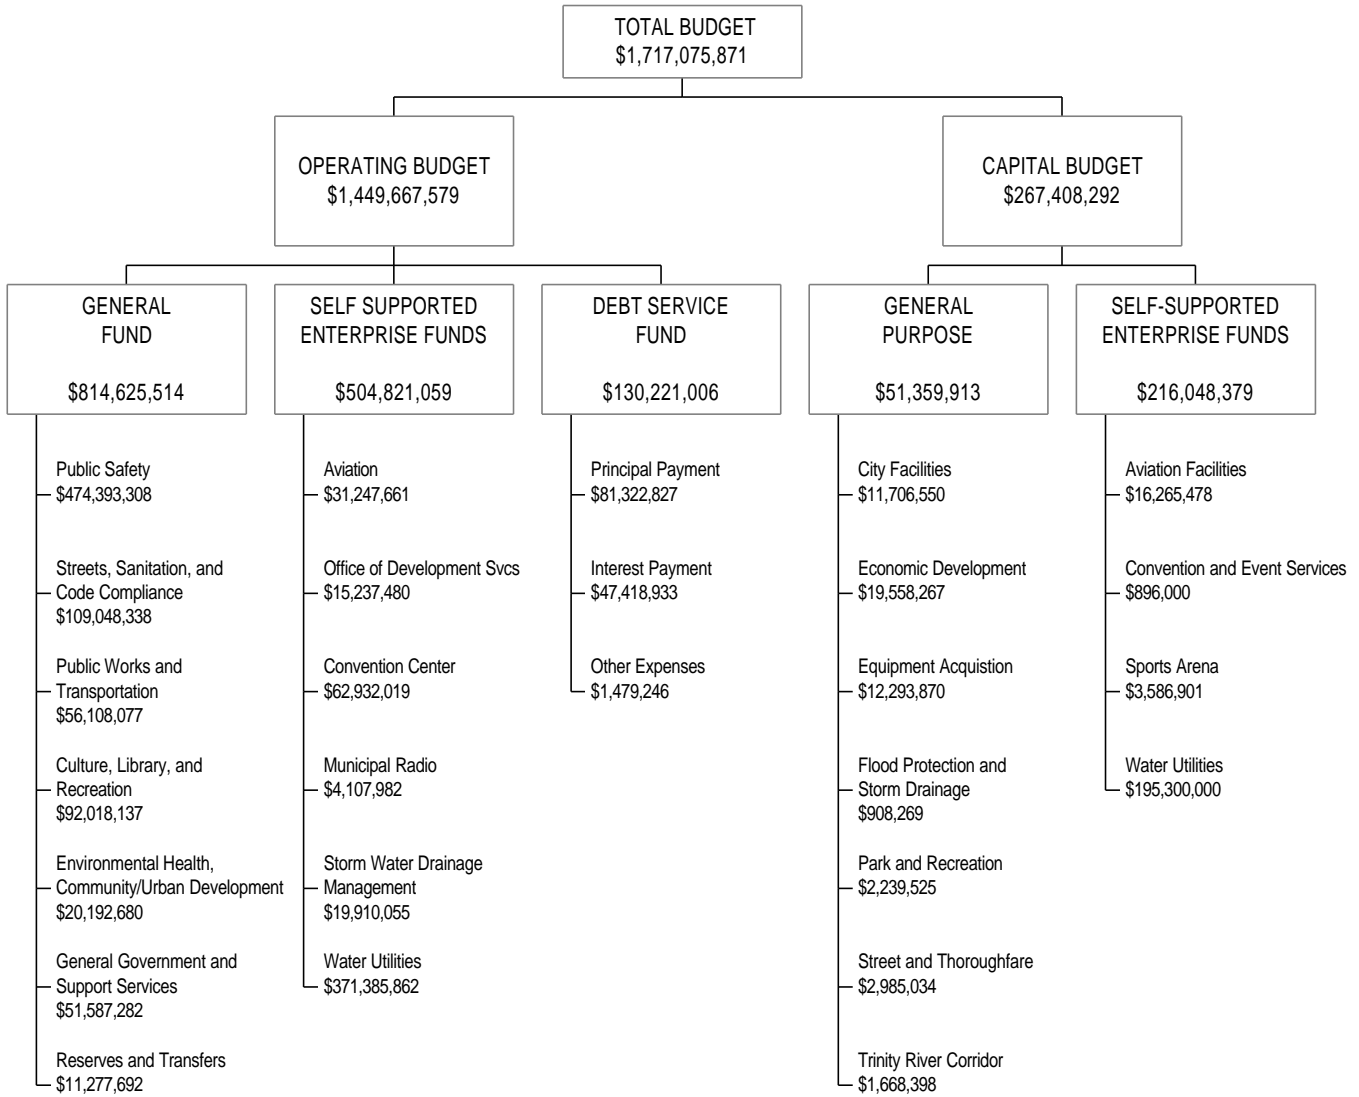 TOTAL BUDGET
$1,717,075,871
OPERATING BUDGET
$1,449,667,579
CAPITAL BUDGET
$267,408,292
GENERAL
FUND
$814,625,514
SELF SUPPORTED
ENTERPRISE FUNDS
$504,821,059
DEBT SERVICE
FUND
$130,221,006
GENERAL
PURPOSE
$51,359,913
SELF-SUPPORTED
ENTERPRISE FUNDS
$216,048,379
Public Safety
$474,393,308
Streets, Sanitation, and
Code Compliance
$109,048,338
Public Works and
Transportation
$56,108,077
Culture, Library, and
Recreation
$92,018,137
Environmental Health,
Community/Urban Development
$20,192,680
General Government and
Support Services
$51,587,282
Reserves and Transfers
$11,277,692
Aviation
$31,247,661
Office of Development Svcs
$15,237,480
Convention Center
$62,932,019
Municipal Radio
$4,107,982
Storm Water Drainage
Management
$19,910,055
Water Utilities
$371,385,862
Principal Payment
$81,322,827
Interest Payment
$47,418,933
Other Expenses
$1,479,246
City Facilities
$11,706,550
Economic Development
$19,558,267
Equipment Acquistion
$12,293,870
Flood Protection and
Storm Drainage
$908,269
Park and Recreation
$2,239,525
Street and Thoroughfare
$2,985,034
Trinity River Corridor
$1,668,398
Aviation Facilities
$16,265,478
Convention and Event Services
$896,000
Sports Arena
$3,586,901
Water Utilities
$195,300,000